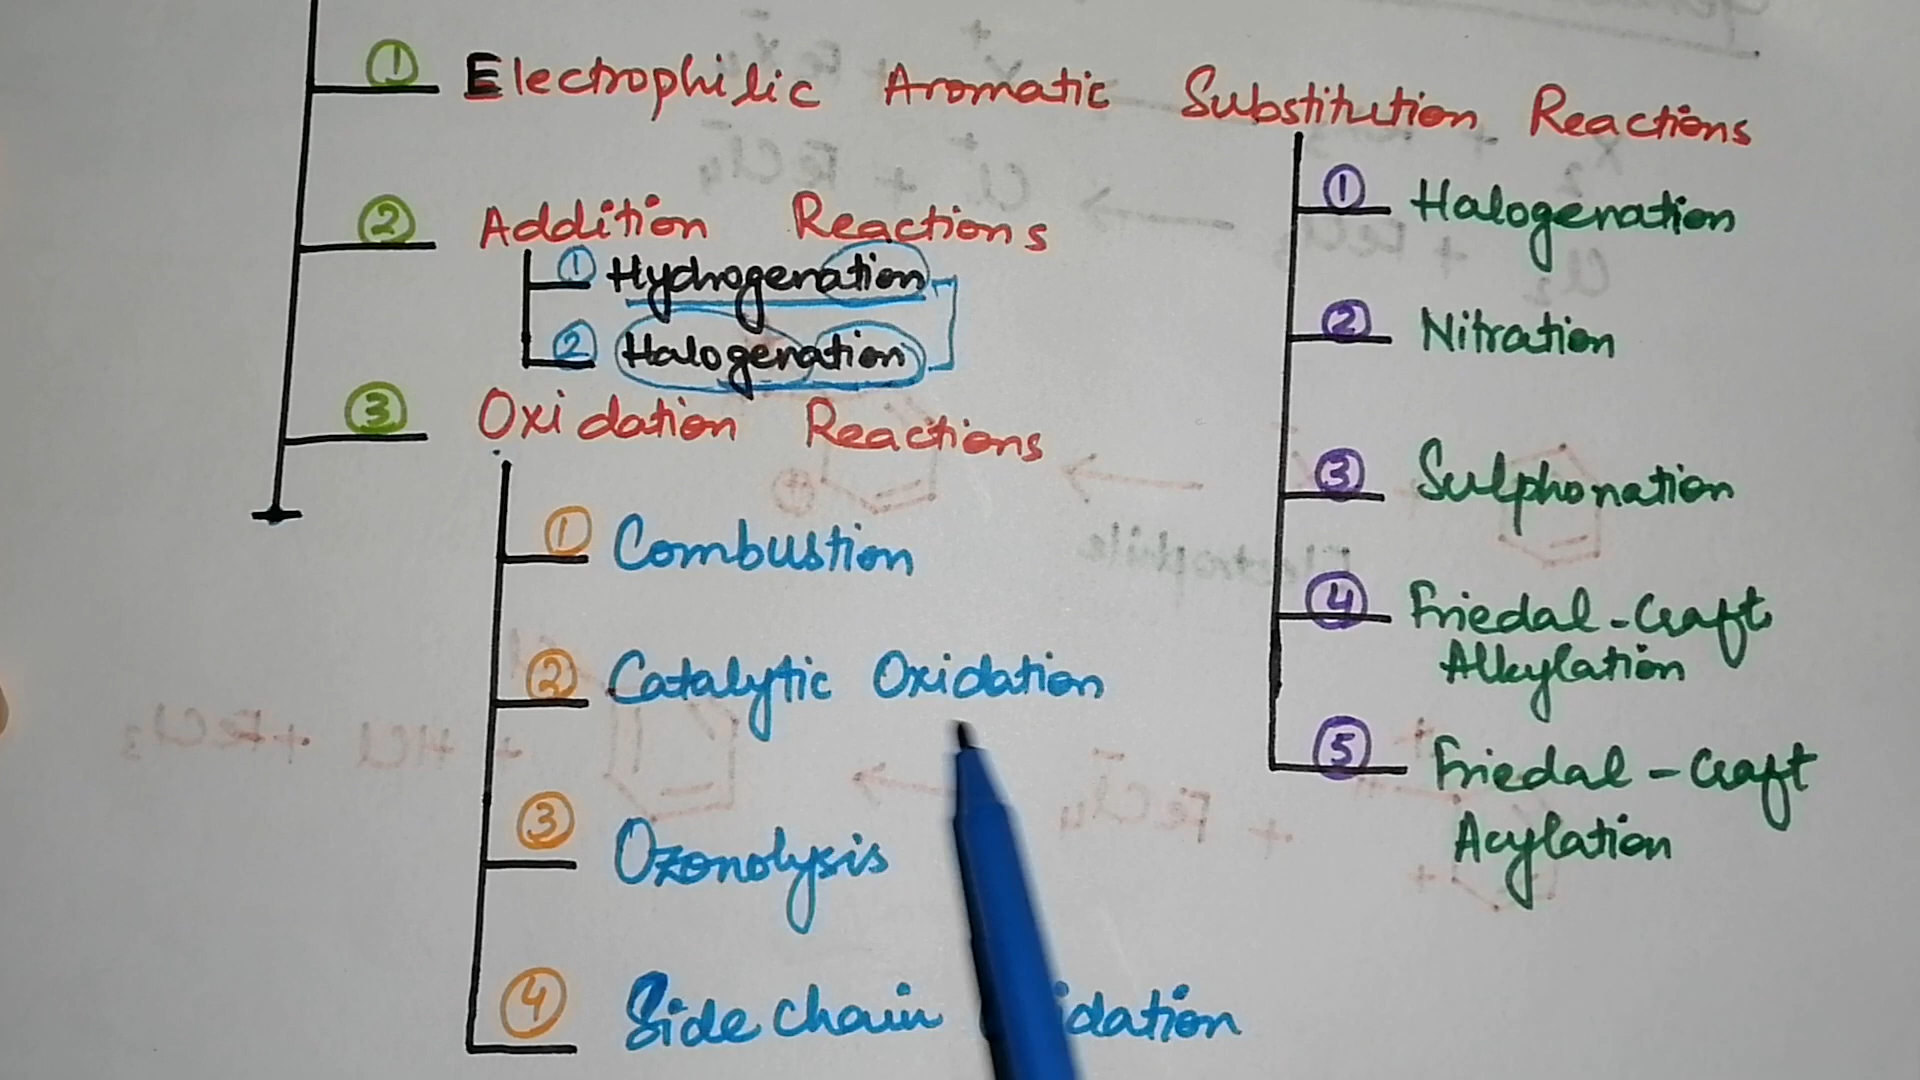 ① Electrophilic Aromatic Substitution Reactions
① Halogenation
② Nitration
③ Sulphonation
④ Friedal-Craft
Alkylation
⑤ Friedal-Craft
Acylation
② Addition Reactions
① Hydrogenation
② Halogenation
③ Oxidation Reactions
① Combustion
② Catalytic Oxidation
③ Ozonolysis
④ Side chain idation